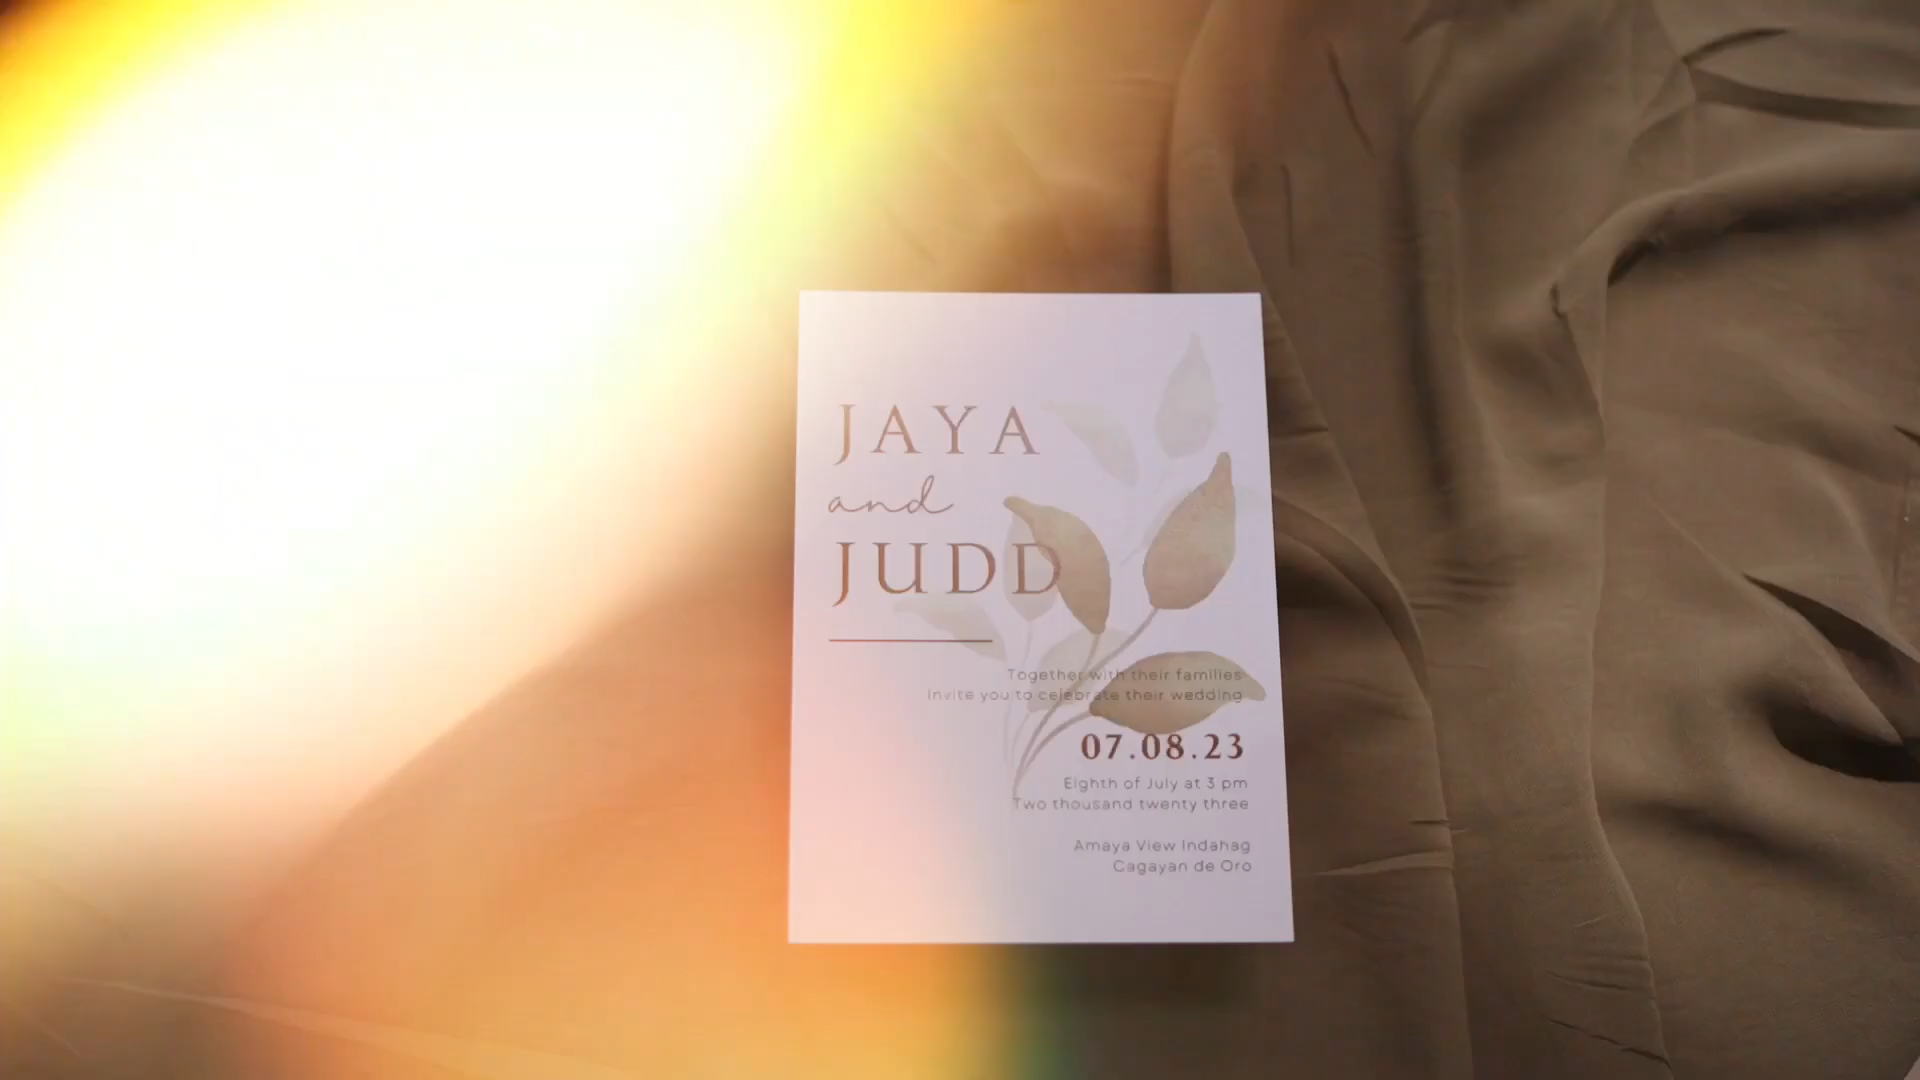 JAYA
and
JUDD
Together with their families
invite you to celebrate their wedding
07.08.23
Eighth of July at 3 pm
Two thousand twenty three
Amaya View Indahag
Cagayan de Oro